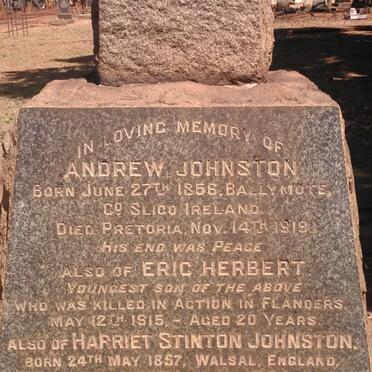 IN LOVING MEMORY OF
ANDREW JOHNSTON
BORN JUNE 27TH 1856, BALLYMOTE,
CO SLIGO IRELAND.
DIED PRETORIA, NOV. 14TH 1919.
HIS END WAS PEACE
ALSO OF ERIC HERBERT
YOUNGEST SON OF THE ABOVE
WHO WAS KILLED IN ACTION IN FLANDERS.
MAY 12TH 1915, - AGED 20 YEARS.
ALSO OF HARRIET STINTON JOHNSTON.
BORN 24TH MAY 1857, WALSAL, ENGLAND,